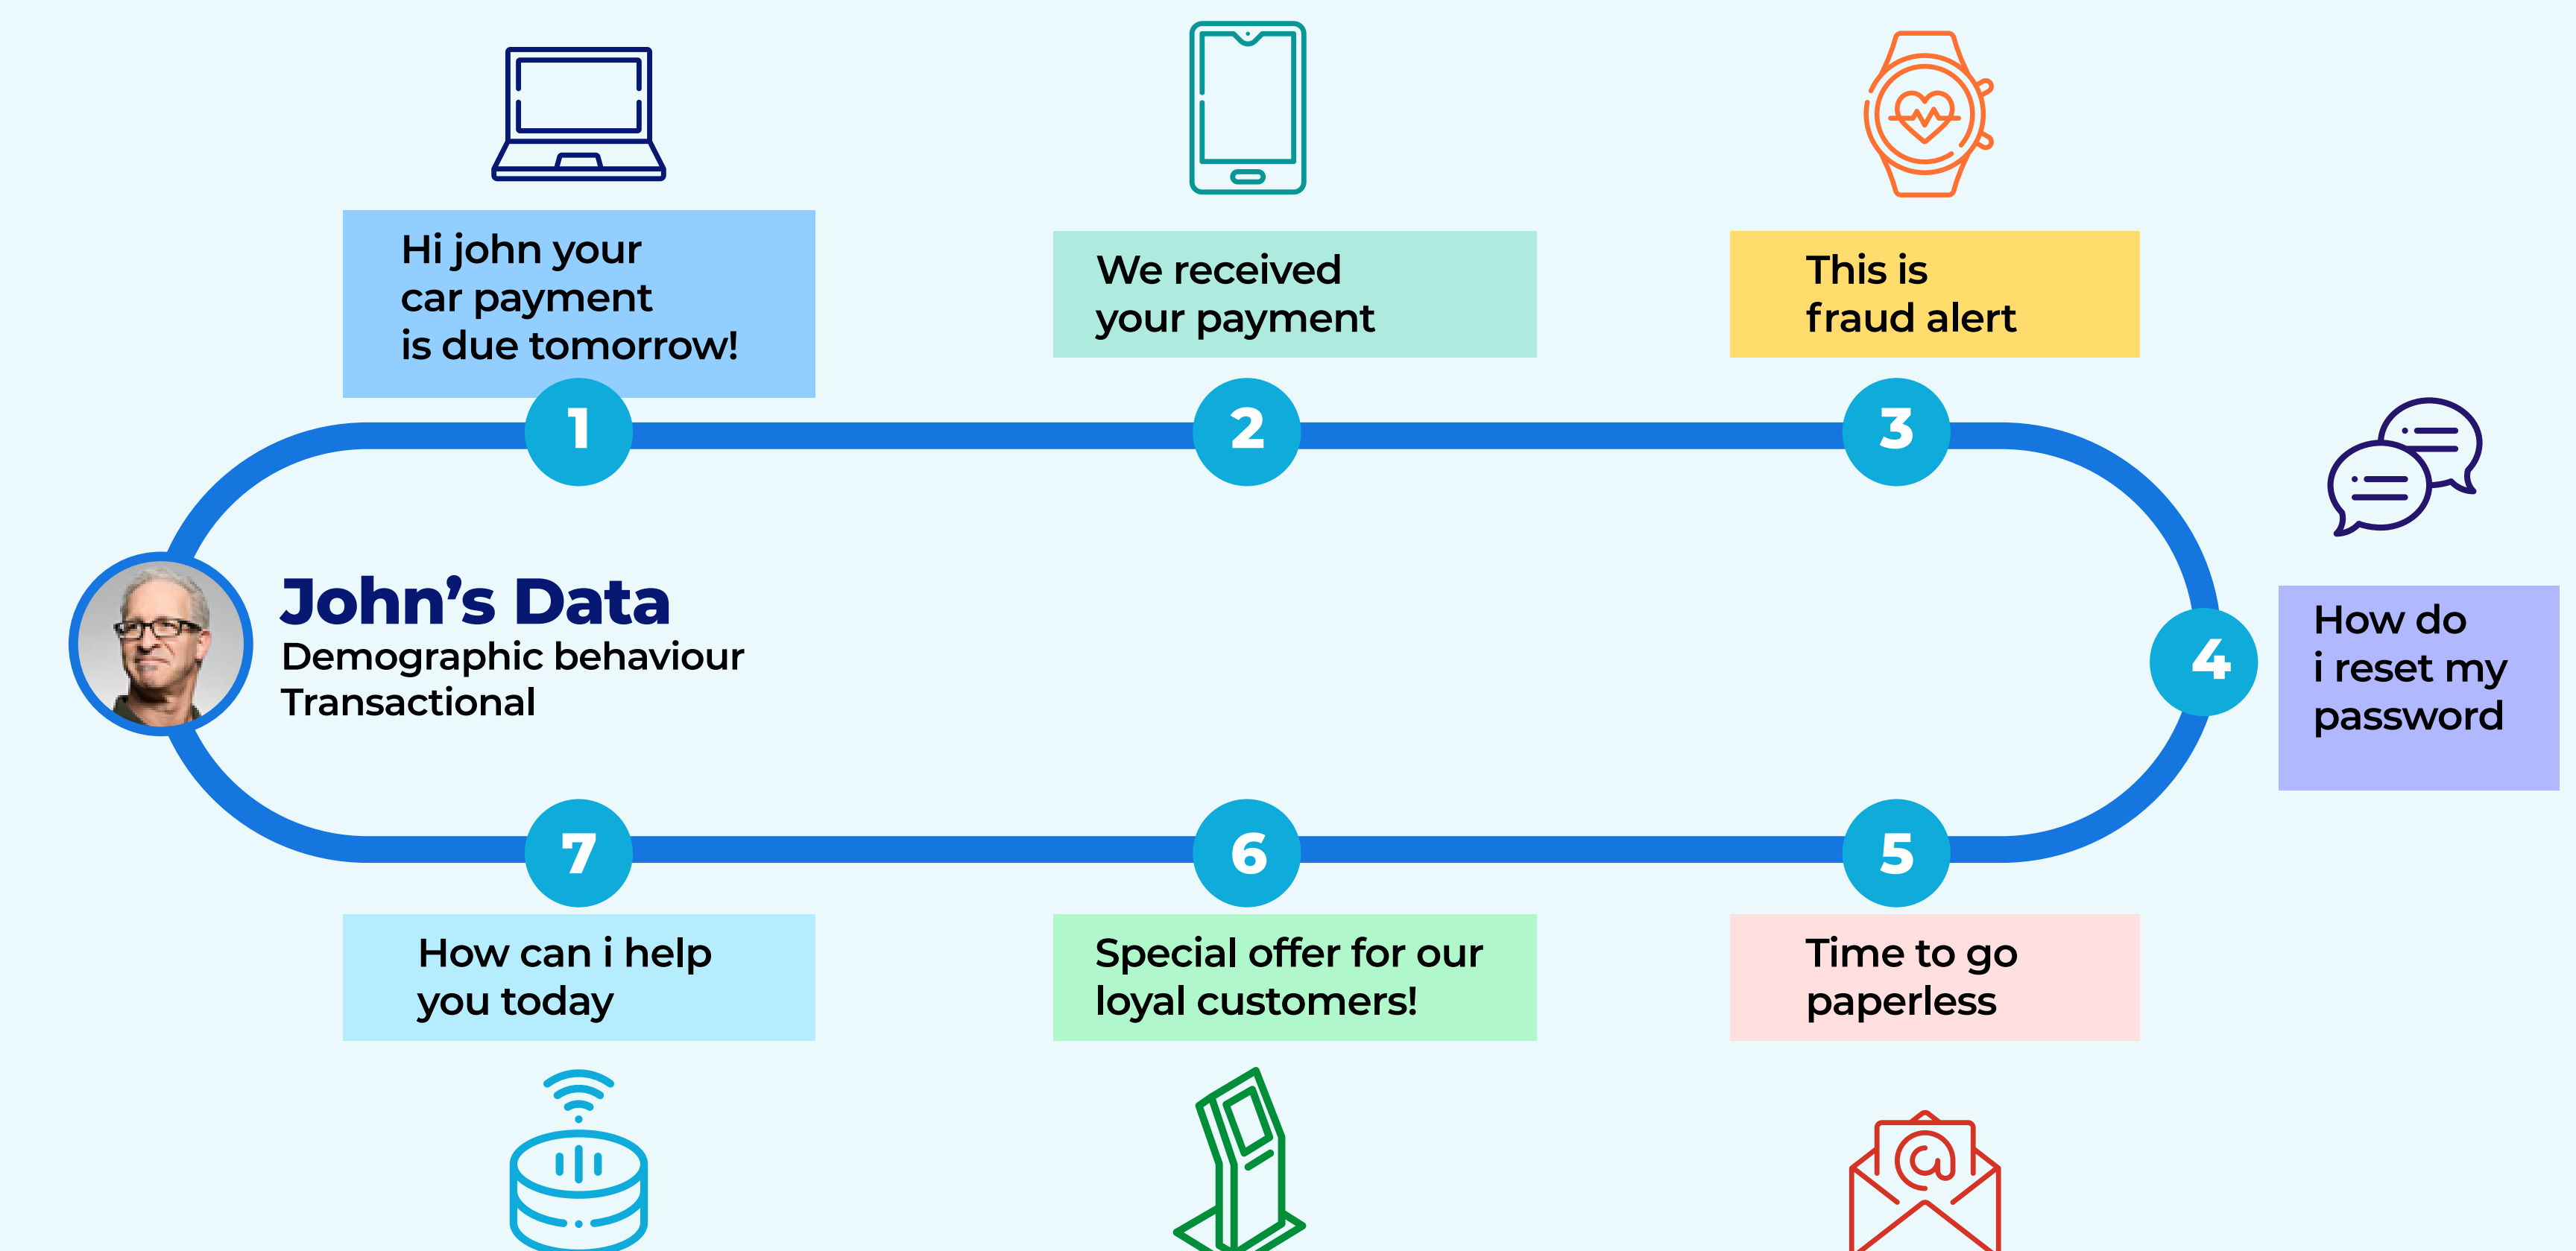 Hi john your
car payment
is due tomorrow!
We received
your payment
This is
fraud alert
1
2
3
How do
i reset my
password
4
John's Data
Demographic behaviour
Transactional
7
6
5
How can i help
you today
Special offer for our
loyal customers!
Time to go
paperless